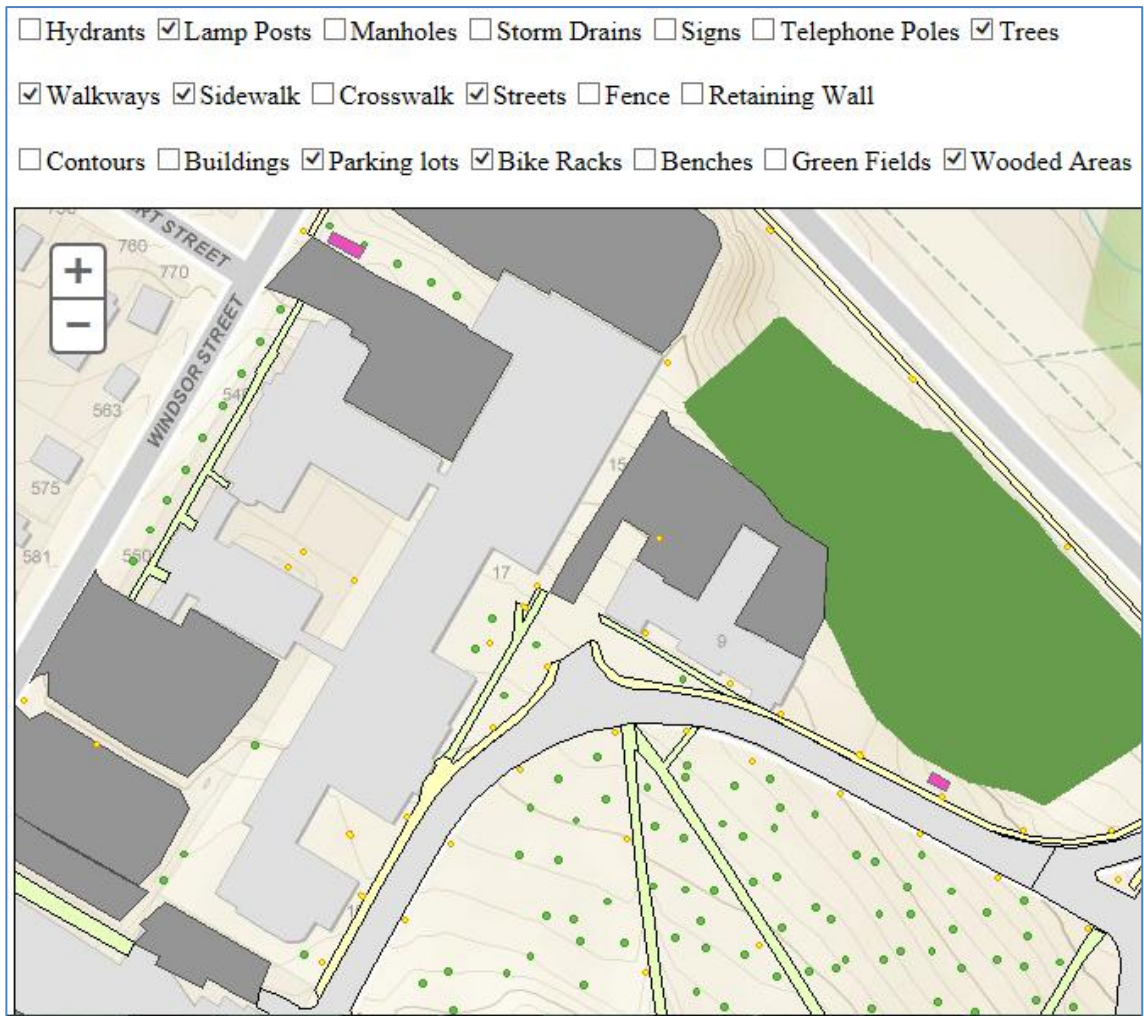 Hydrants Lamp Posts Manholes Storm Drains Signs Telephone Poles Trees
Walkways Sidewalk Crosswalk Streets Fence Retaining Wall
Contours Buildings Parking lots Bike Racks Benches Green Fields Wooded Areas
+
−
STREET
760
770
WINDSOR STREET
563
575
581
550
15
17
9